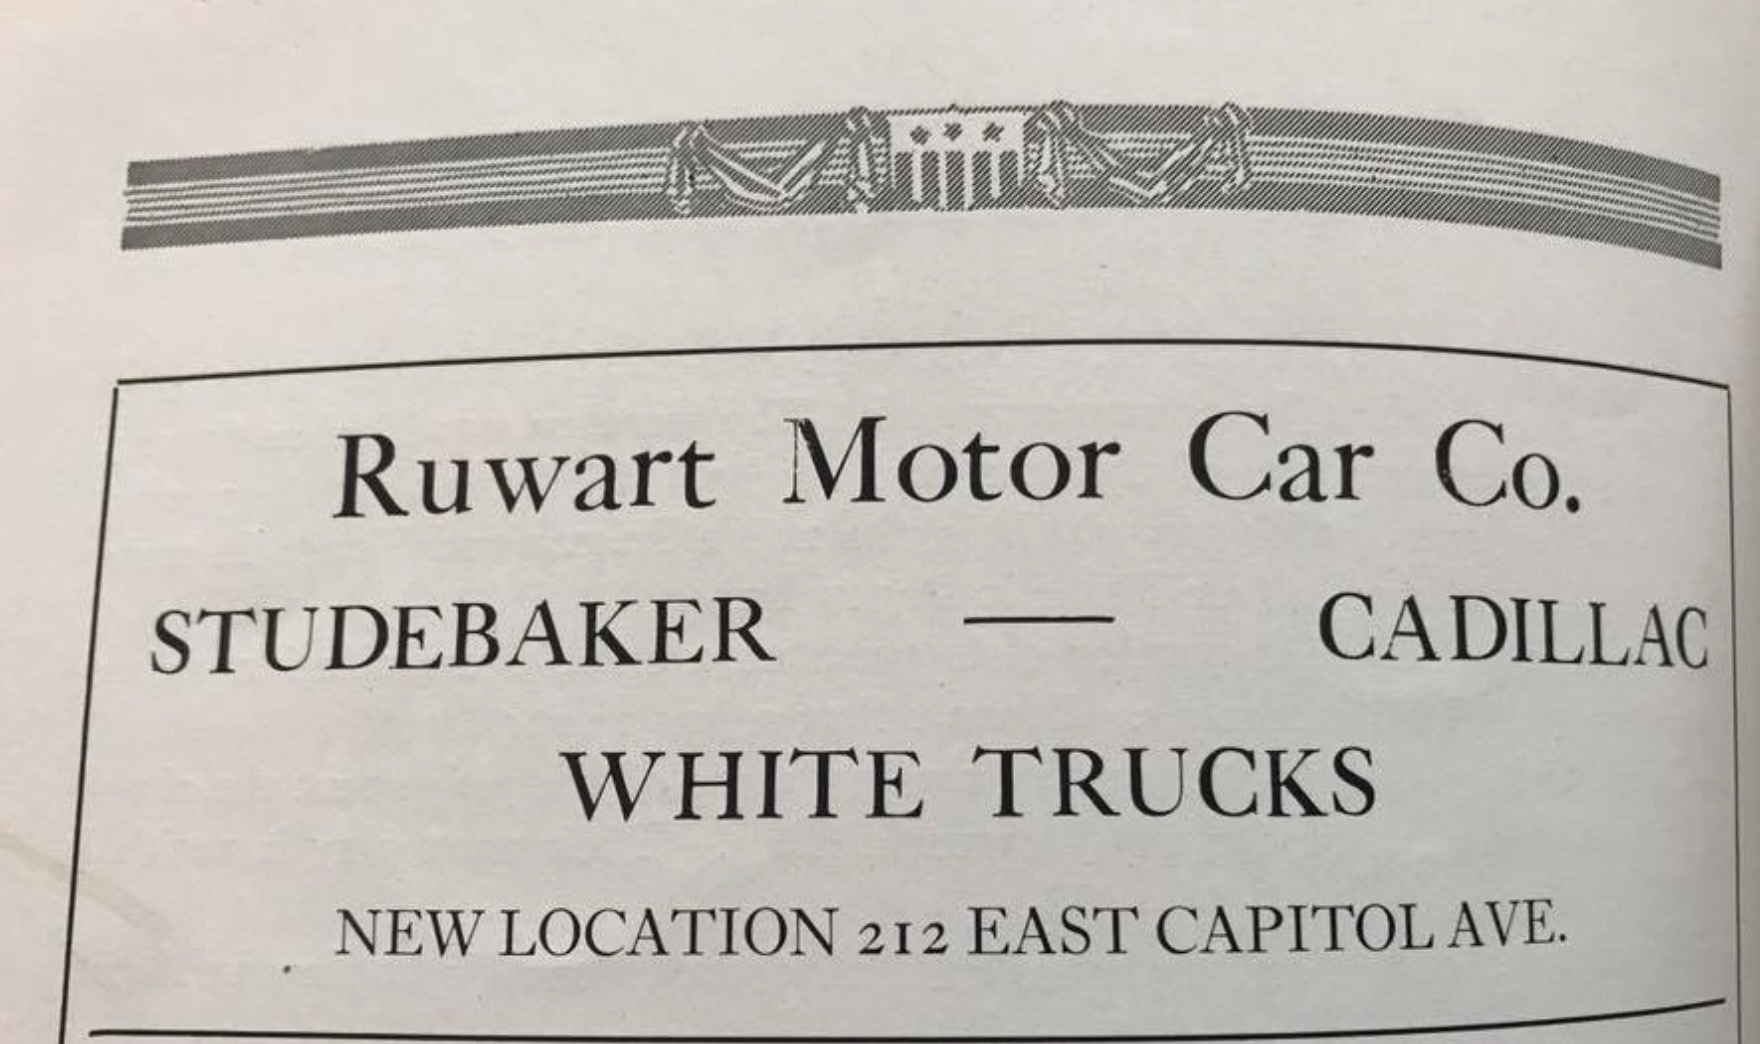 Ruwart Motor Car Co.
STUDEBAKER — CADILLAC
WHITE TRUCKS
NEW LOCATION 212 EAST CAPITOL AVE.